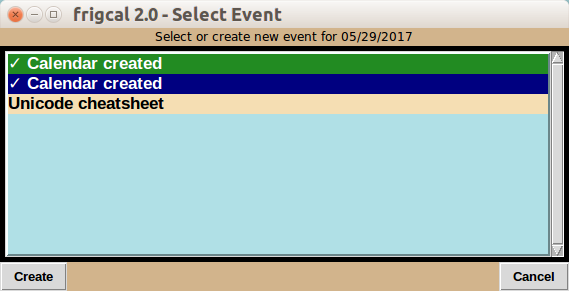 frigcal 2.0 - Select Event
Select or create new event for 05/29/2017
✓ Calendar created
✓ Calendar created
Unicode cheatsheet
Create
Cancel